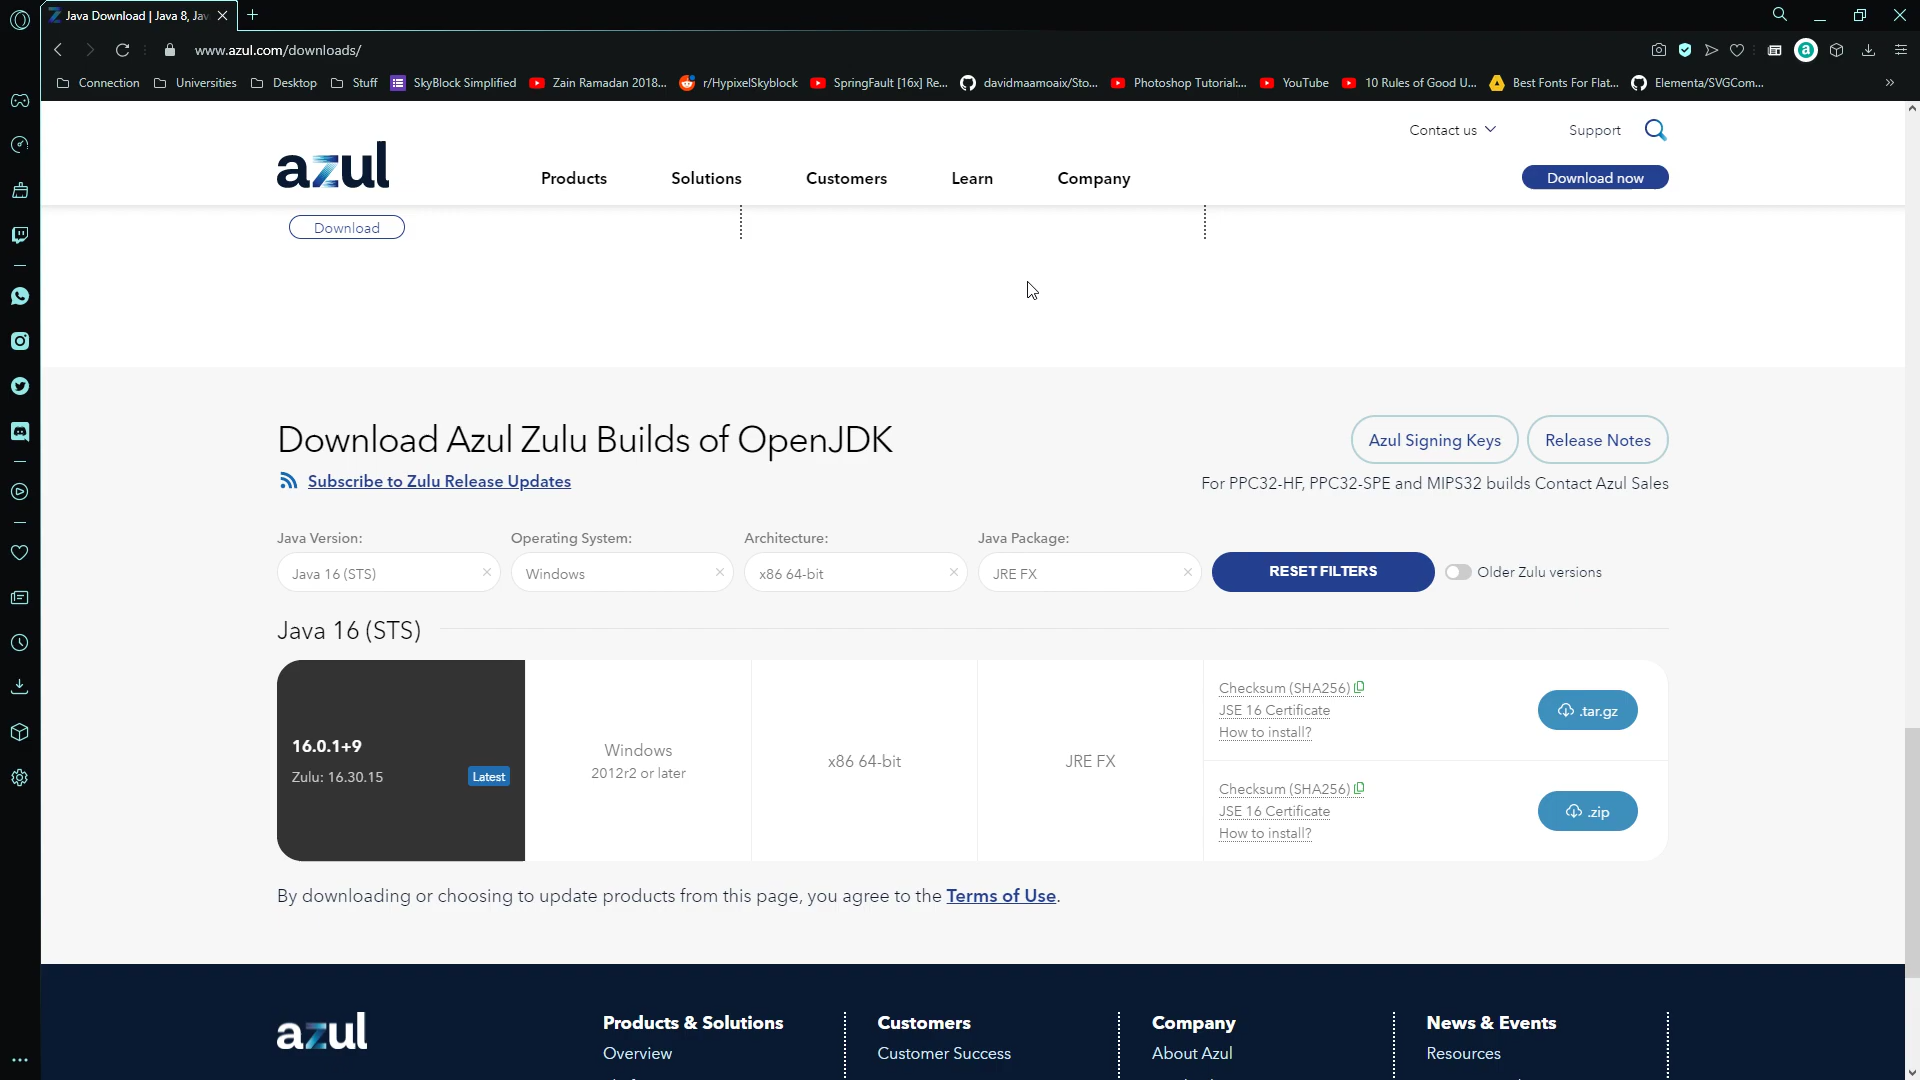 Java Download | Java 8, Jav
www.azul.com/downloads/
Connection
Universities
Desktop
Stuff
SkyBlock Simplified
Zain Ramadan 2018...
r/HypixelSkyblock
SpringFault [16x] Re...
davidmaamoaix/Sto...
Photoshop Tutorial:...
YouTube
10 Rules of Good U...
Best Fonts For Flat...
Elementa/SVGCom...
Contact us
Support
azul
Products
Solutions
Customers
Learn
Company
Download now
Download
Download Azul Zulu Builds of OpenJDK
Azul Signing Keys
Release Notes
Subscribe to Zulu Release Updates
For PPC32-HF, PPC32-SPE and MIPS32 builds Contact Azul Sales
Java Version:
Operating System:
Architecture:
Java Package:
Java 16 (STS)
Windows
x86 64-bit
JRE FX
RESET FILTERS
Older Zulu versions
Java 16 (STS)
16.0.1+9
Zulu: 16.30.15
Latest
Windows
2012r2 or later
x86 64-bit
JRE FX
Checksum (SHA256)
JSE 16 Certificate
How to install?
.tar.gz
Checksum (SHA256)
JSE 16 Certificate
How to install?
.zip
By downloading or choosing to update products from this page, you agree to the Terms of Use.
azul
Products & Solutions
Overview
Customers
Customer Success
Company
About Azul
News & Events
Resources